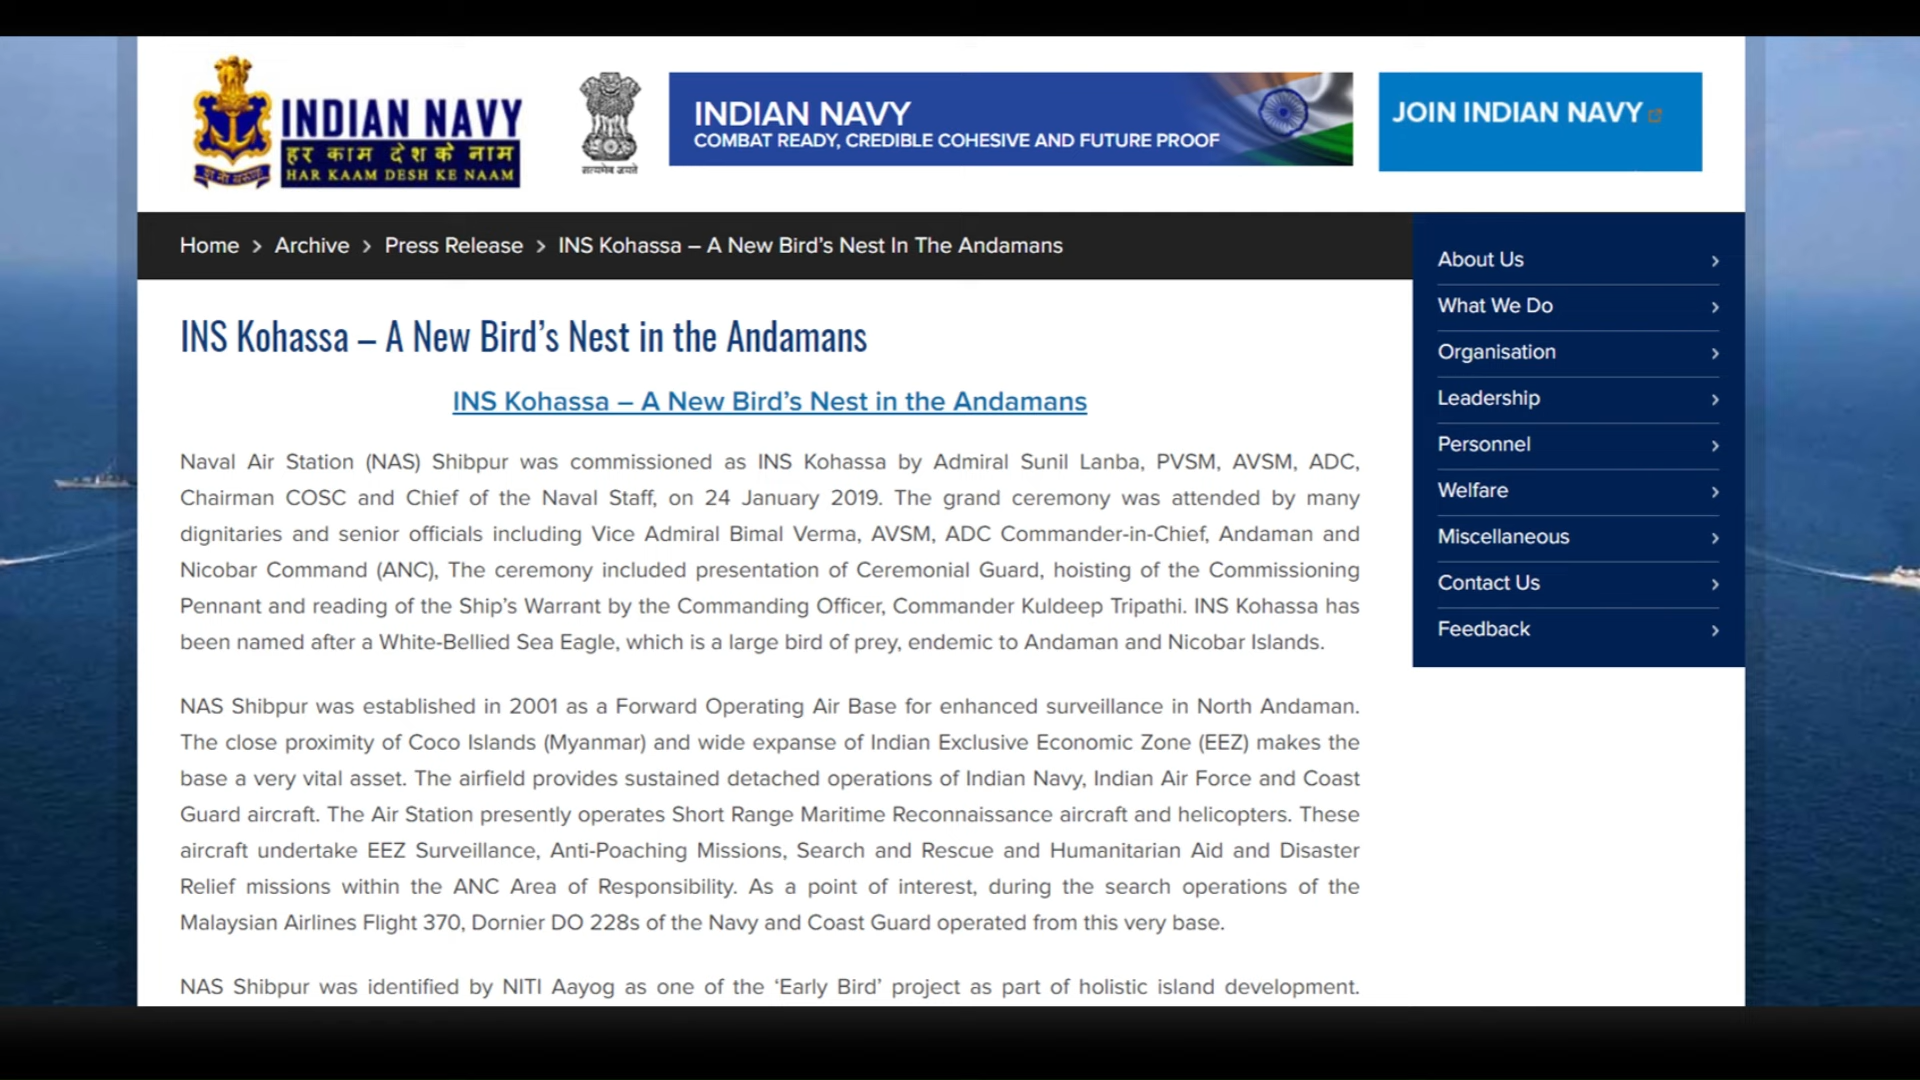 INDIAN NAVY
हर काम देश के नाम
HAR KAAM DESH KE NAAM
सत्यमेव जयते
INDIAN NAVY
COMBAT READY, CREDIBLE COHESIVE AND FUTURE PROOF
JOIN INDIAN NAVY
Home > Archive > Press Release > INS Kohassa – A New Bird's Nest In The Andamans
INS Kohassa – A New Bird's Nest in the Andamans
INS Kohassa – A New Bird's Nest in the Andamans
Naval Air Station (NAS) Shibpur was commissioned as INS Kohassa by Admiral Sunil Lanba, PVSM, AVSM, ADC,
Chairman COSC and Chief of the Naval Staff, on 24 January 2019. The grand ceremony was attended by many
dignitaries and senior officials including Vice Admiral Bimal Verma, AVSM, ADC Commander-in-Chief, Andaman and
Nicobar Command (ANC), The ceremony included presentation of Ceremonial Guard, hoisting of the Commissioning
Pennant and reading of the Ship's Warrant by the Commanding Officer, Commander Kuldeep Tripathi. INS Kohassa has
been named after a White-Bellied Sea Eagle, which is a large bird of prey, endemic to Andaman and Nicobar Islands.
NAS Shibpur was established in 2001 as a Forward Operating Air Base for enhanced surveillance in North Andaman.
The close proximity of Coco Islands (Myanmar) and wide expanse of Indian Exclusive Economic Zone (EEZ) makes the
base a very vital asset. The airfield provides sustained detached operations of Indian Navy, Indian Air Force and Coast
Guard aircraft. The Air Station presently operates Short Range Maritime Reconnaissance aircraft and helicopters. These
aircraft undertake EEZ Surveillance, Anti-Poaching Missions, Search and Rescue and Humanitarian Aid and Disaster
Relief missions within the ANC Area of Responsibility. As a point of interest, during the search operations of the
Malaysian Airlines Flight 370, Dornier DO 228s of the Navy and Coast Guard operated from this very base.
NAS Shibpur was identified by NITI Aayog as one of the 'Early Bird' project as part of holistic island development.
About Us
What We Do
Organisation
Leadership
Personnel
Welfare
Miscellaneous
Contact Us
Feedback